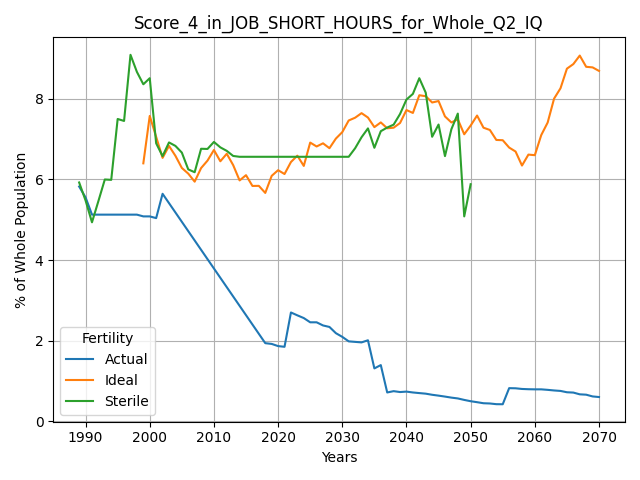 Score_4_in_JOB_SHORT_HOURS_for_Whole_Q2_IQ
% of Whole Population
8
6
4
2
0
Fertility
Actual
Ideal
Sterile
1990 2000 2010 2020 2030 2040 2050 2060 2070
Years